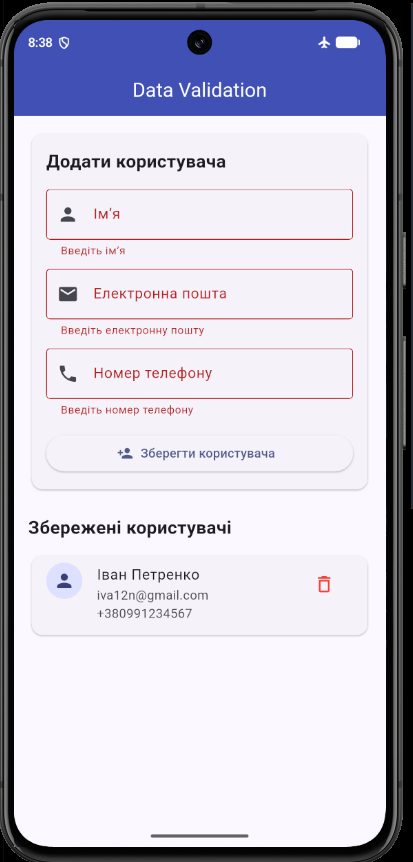 8:38
Data Validation
Додати користувача
Ім’я
Введіть ім’я
Електронна пошта
Введіть електронну пошту
Номер телефону
Введіть номер телефону
Зберегти користувача
Збережені користувачі
Іван Петренко
iva12n@gmail.com
+380991234567